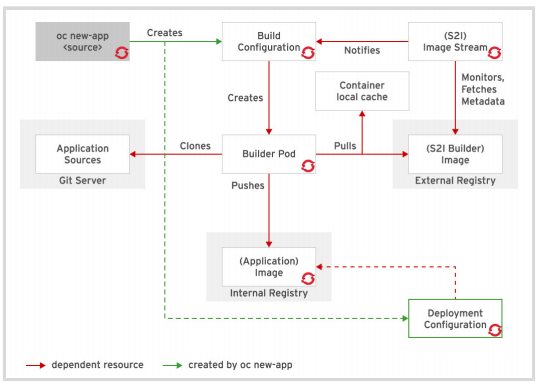 oc new-app
<source>
Creates
Build
Configuration
Notifies
(S2I)
Image Stream
Monitors,
Fetches
Metadata
Creates
Container
local cache
Application
Sources
Git Server
Clones
Builder Pod
Pulls
(S2I Builder)
Image
External Registry
Pushes
(Application)
Image
Internal Registry
Deployment
Configuration
dependent resource
created by oc new-app